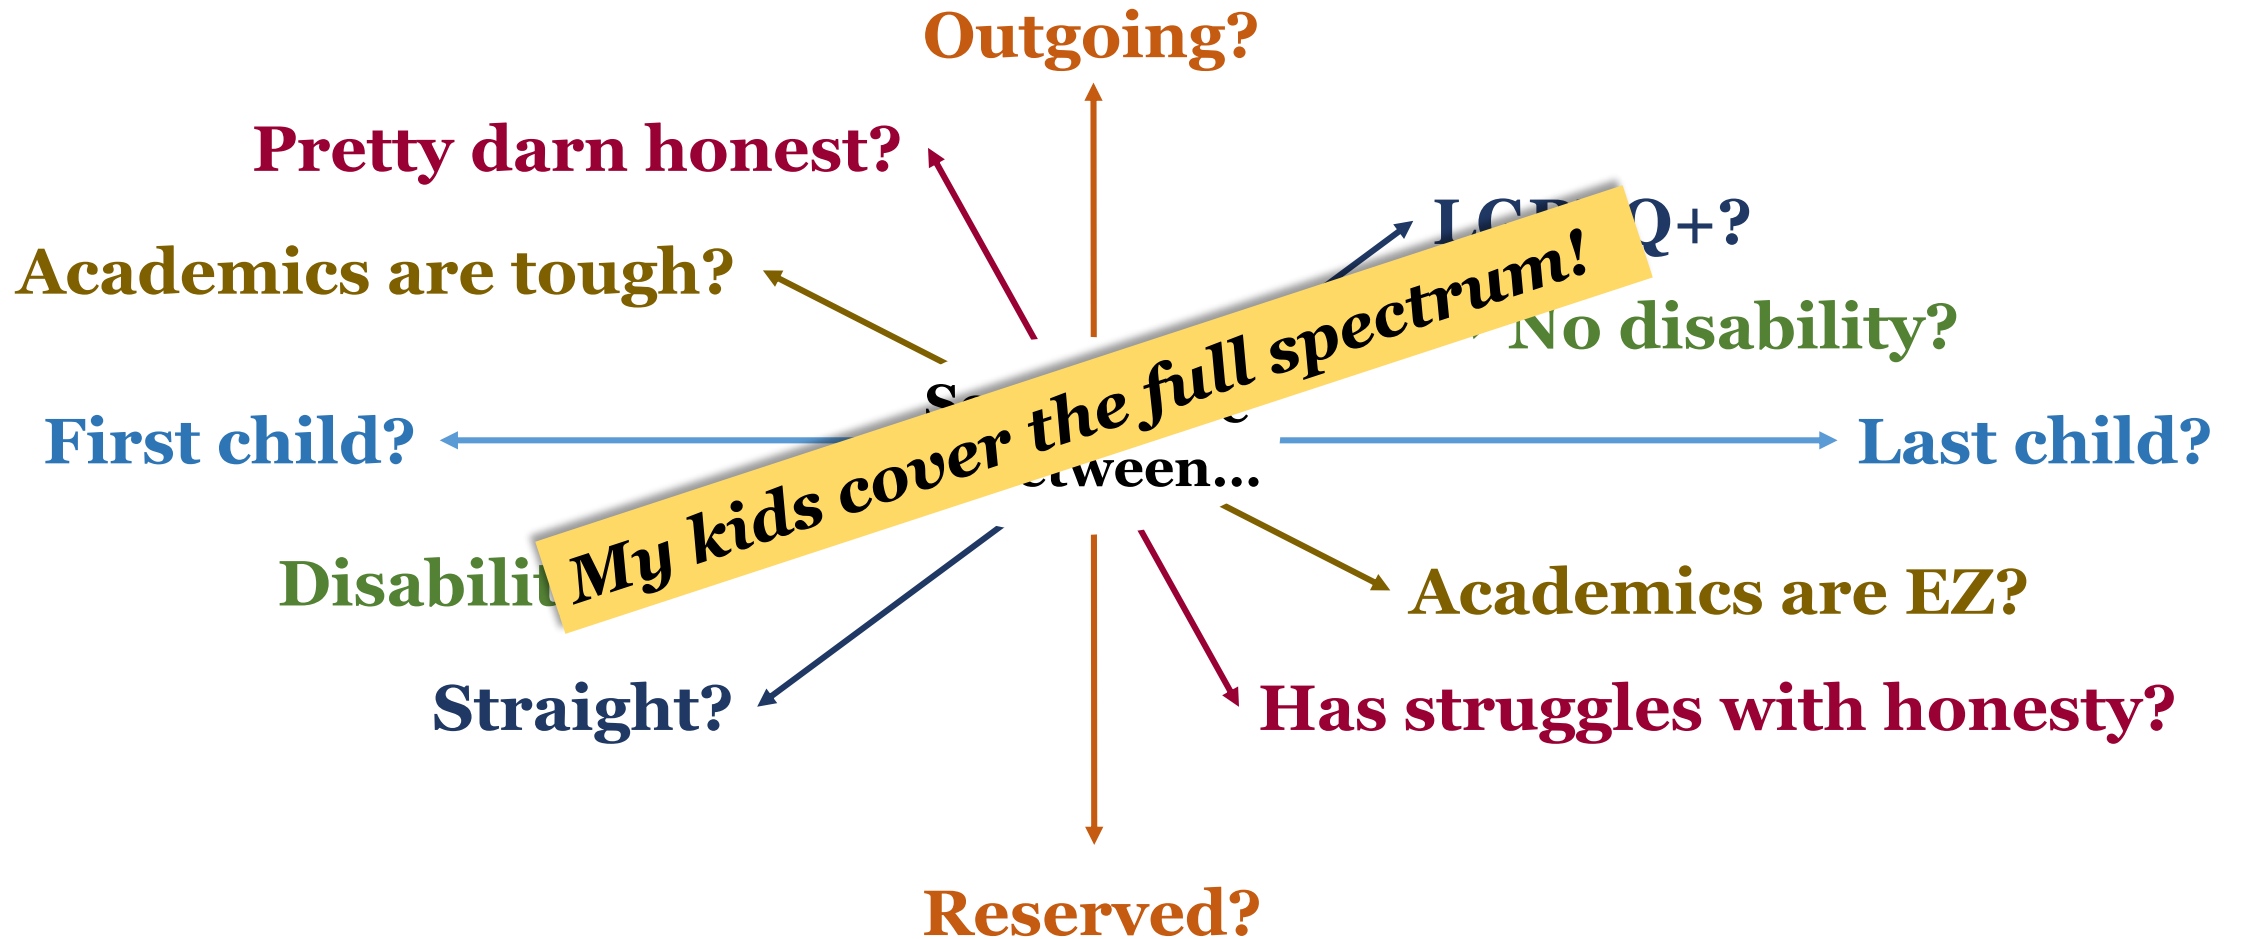 Outgoing?
Pretty darn honest?
Academics are tough?
LGBTQ+?
No disability?
My kids cover the full spectrum!
First child?
Last child?
Academics are EZ?
Straight?
Has struggles with honesty?
Reserved?